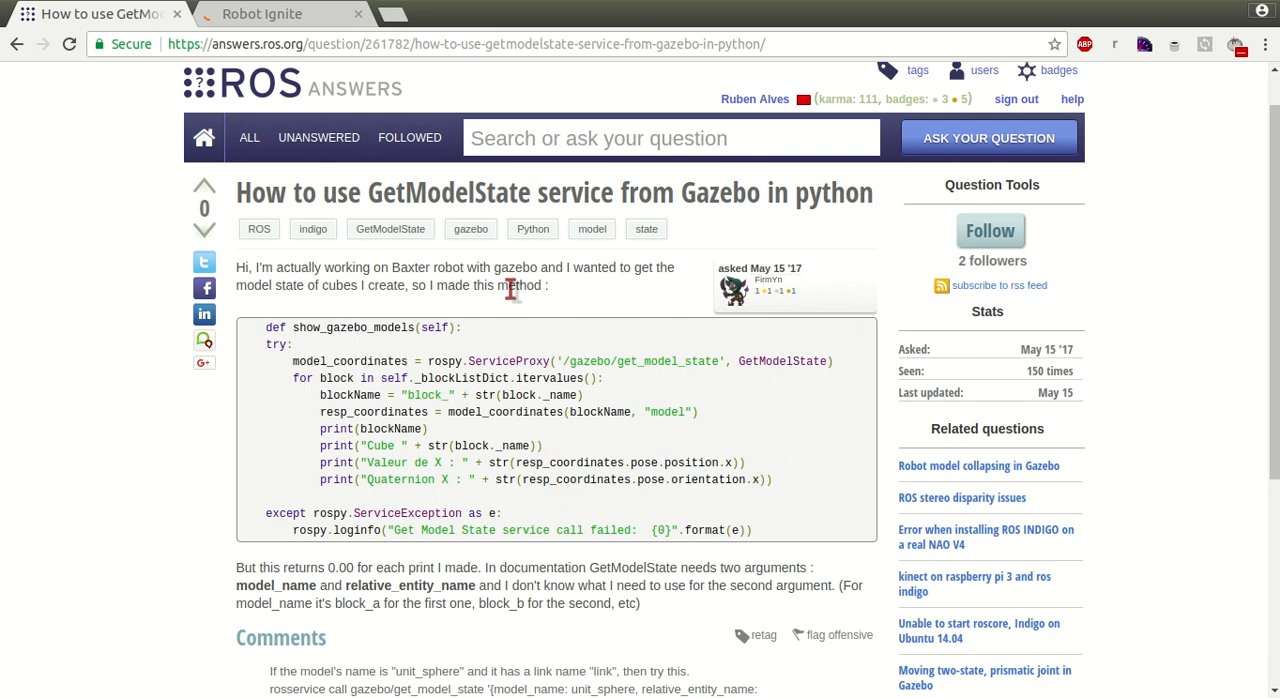 How to use GetMod
Robot Ignite
Secure
https://answers.ros.org/question/261782/how-to-use-getmodelstate-service-from-gazebo-in-python/
ABP
r
ROS ANSWERS
tags
users
badges
Ruben Alves (karma: 111, badges: ● 3 ● 5) sign out help
ALL
UNANSWERED
FOLLOWED
Search or ask your question
ASK YOUR QUESTION
0
How to use GetModelState service from Gazebo in python
ROS
indigo
GetModelState
gazebo
Python
model
state
Hi, I'm actually working on Baxter robot with gazebo and I wanted to get the
model state of cubes I create, so I made this method :
asked May 15 '17
FirmYn
1 ●1 ●1 ●1
def show_gazebo_models(self):
try:
model_coordinates = rospy.ServiceProxy('/gazebo/get_model_state', GetModelState)
for block in self._blockListDict.itervalues():
blockName = "block_" + str(block._name)
resp_coordinates = model_coordinates(blockName, "model")
print(blockName)
print("Cube " + str(block._name))
print("Valeur de X : " + str(resp_coordinates.pose.position.x))
print("Quaternion X : " + str(resp_coordinates.pose.orientation.x))
except rospy.ServiceException as e:
rospy.loginfo("Get Model State service call failed:  {0}".format(e))
But this returns 0.00 for each print I made. In documentation GetModelState needs two arguments :
model_name and relative_entity_name and I don't know what I need to use for the second argument. (For
model_name it's block_a for the first one, block_b for the second, etc)
Comments
retag
flag offensive
If the model's name is "unit_sphere" and it has a link name "link", then try this.
rosservice call gazebo/get_model_state '{model_name: unit_sphere, relative_entity_name:
Question Tools
Follow
2 followers
subscribe to rss feed
Stats
Asked: May 15 '17
Seen: 150 times
Last updated: May 15
Related questions
Robot model collapsing in Gazebo
ROS stereo disparity issues
Error when installing ROS INDIGO on
a real NAO V4
kinect on raspberry pi 3 and ros
indigo
Unable to start roscore, Indigo on
Ubuntu 14.04
Moving two-state, prismatic joint in
Gazebo